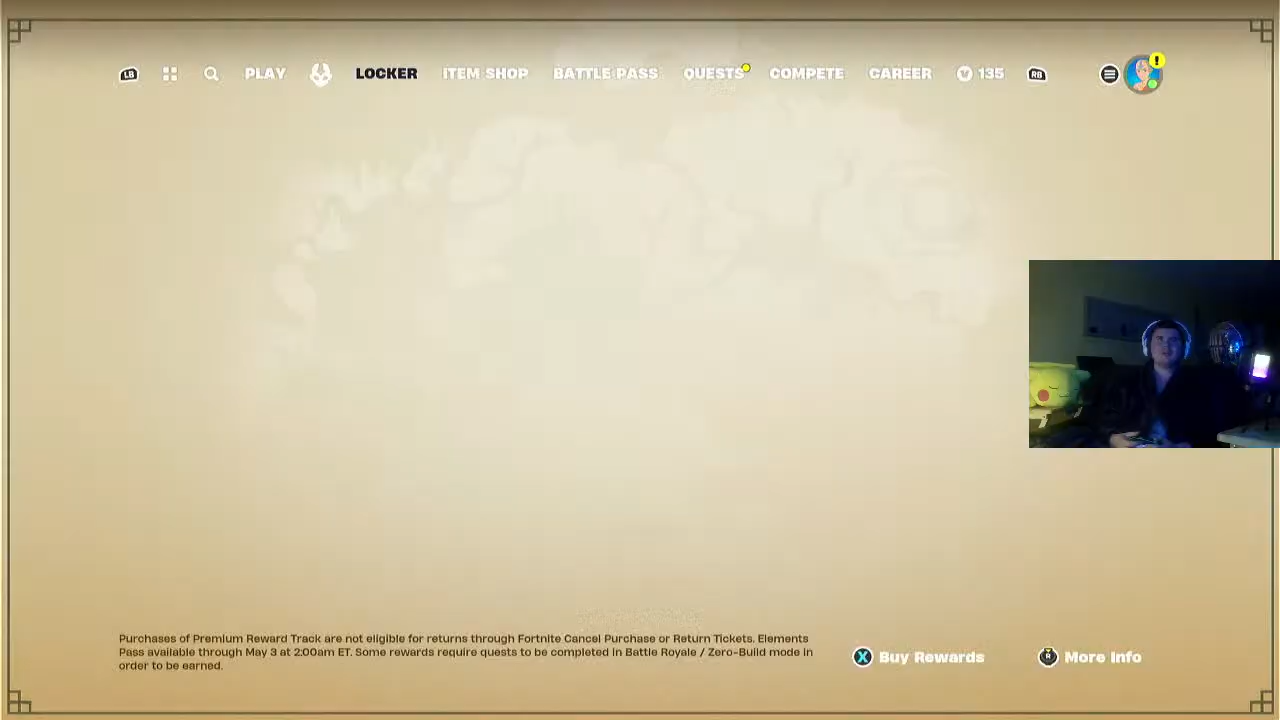 LB PLAY LOCKER ITEM SHOP BATTLE PASS QUESTS COMPETE CAREER 135 RB !
Purchases of Premium Reward Track are not eligible for returns through Fortnite Cancel Purchase or Return Tickets. Elements
Pass available through May 3 at 2:00am ET. Some rewards require quests to be completed in Battle Royale / Zero-Build mode in
order to be earned.
X Buy Rewards R More Info